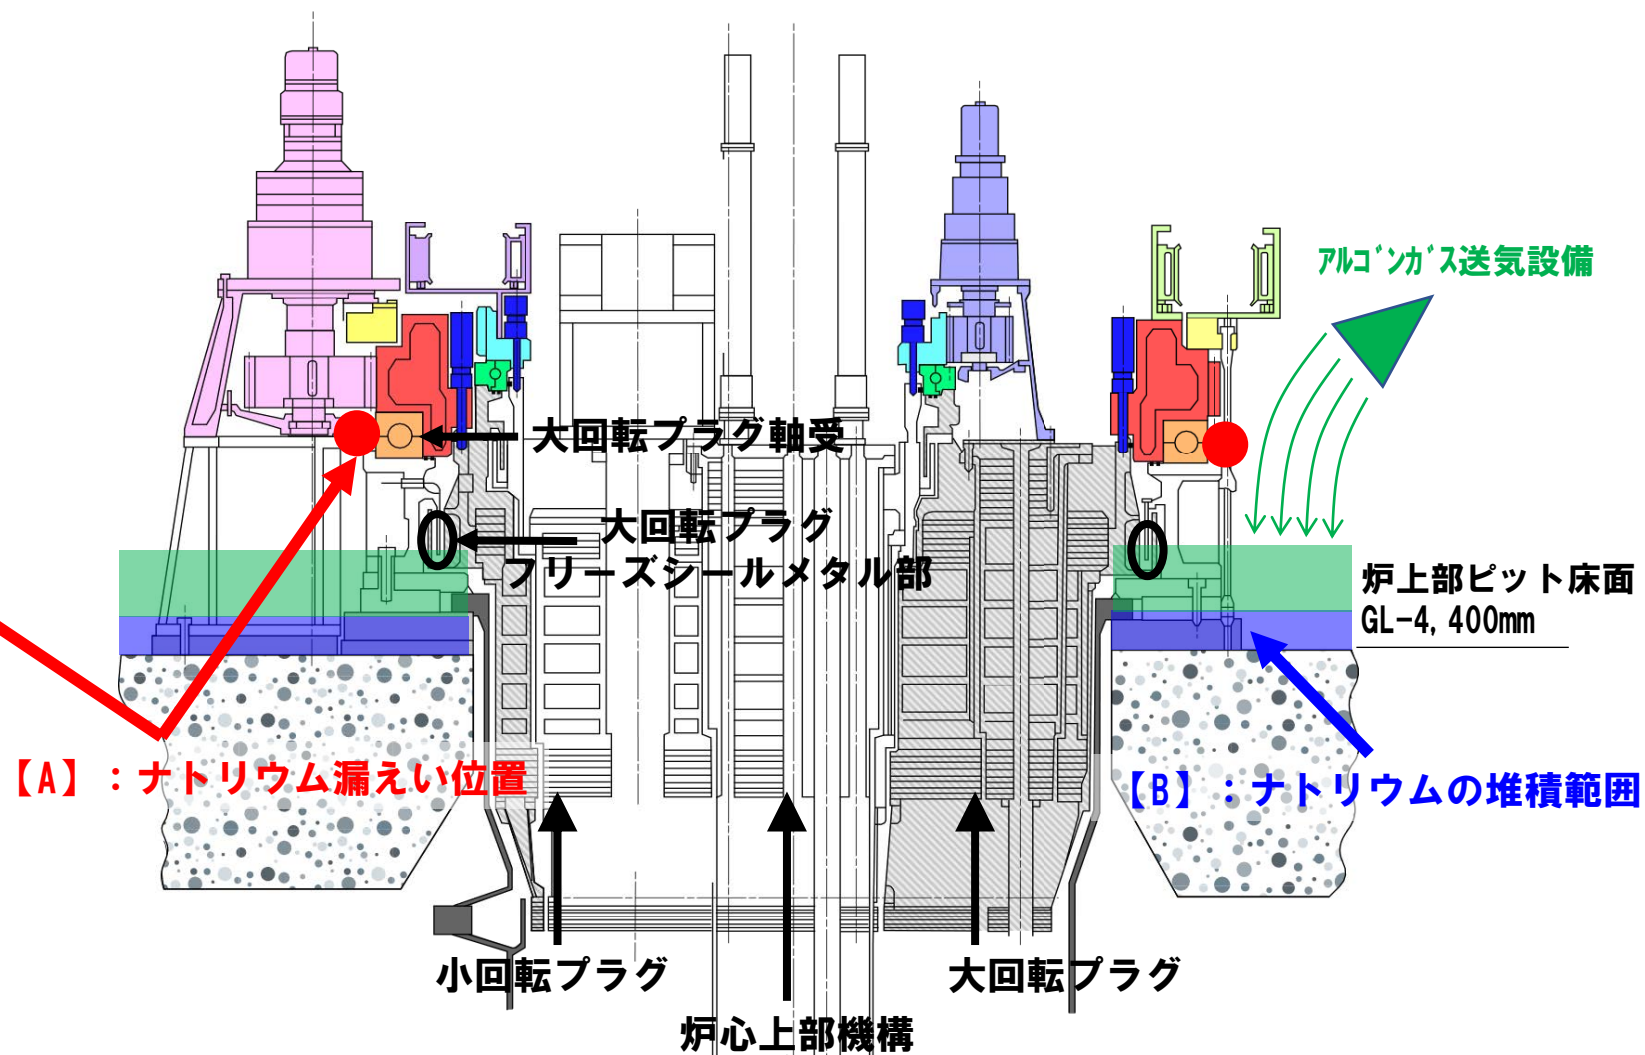 ｱﾙｺﾞﾝｶﾞｽ送気設備
大回転プラグ軸受
大回転プラグ
フリーズシールメタル部
炉上部ピット床面
GL-4,400mm
【A】：ナトリウム漏えい位置
【B】：ナトリウムの堆積範囲
小回転プラグ
大回転プラグ
炉心上部機構